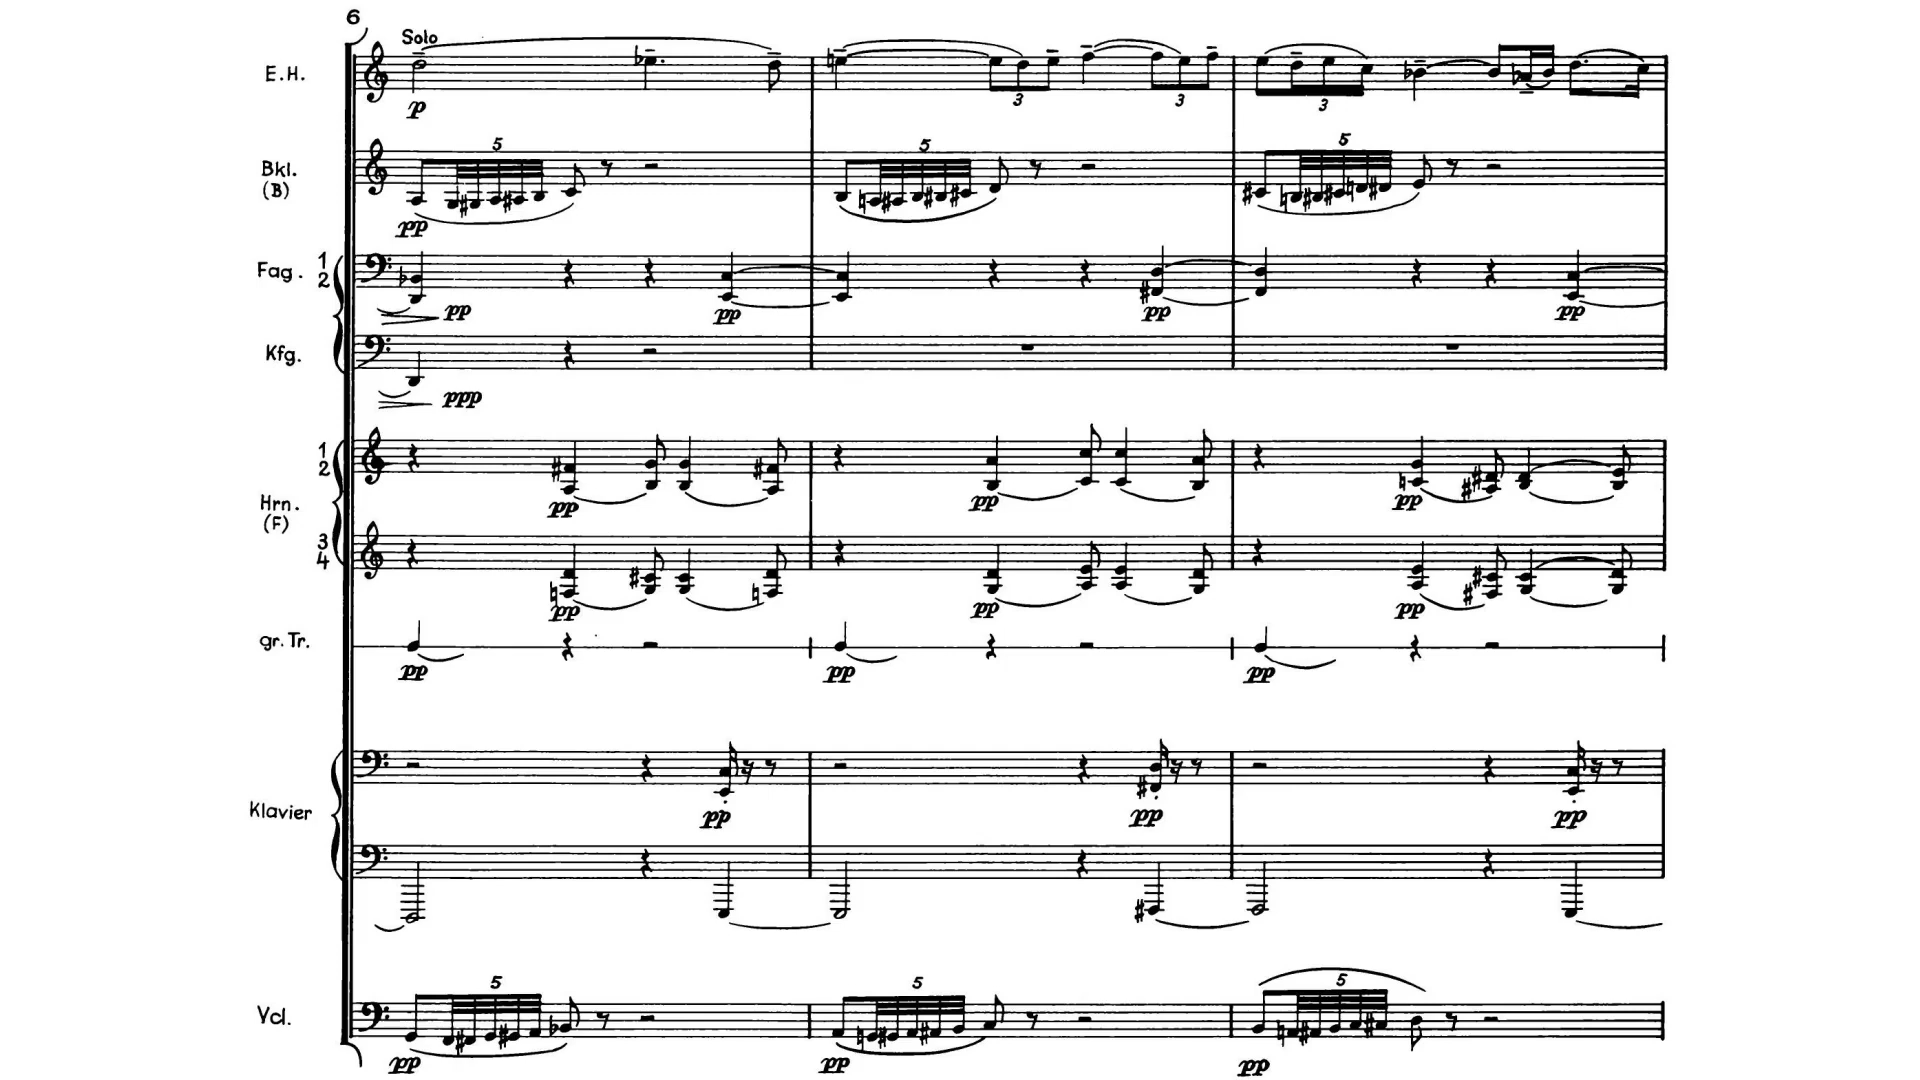 6
Solo
E.H.
p
3 3 3
5 5 5
Bkl.
(B)
pp
Fag. 1
2
pp pp pp pp
Kfg.
ppp
1
2
pp pp pp
Hrn.
(F)
3
4
pp pp pp
gr. Tr.
pp pp pp
pp pp pp
Klavier
5 5 5
Vcl.
pp pp pp